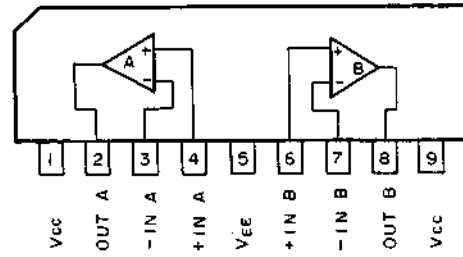 A + -
+ - B
1 2 3 4 5 6 7 8 9
Vcc
OUT A
-IN A
+IN A
VEE
+IN B
-IN B
OUT B
Vcc